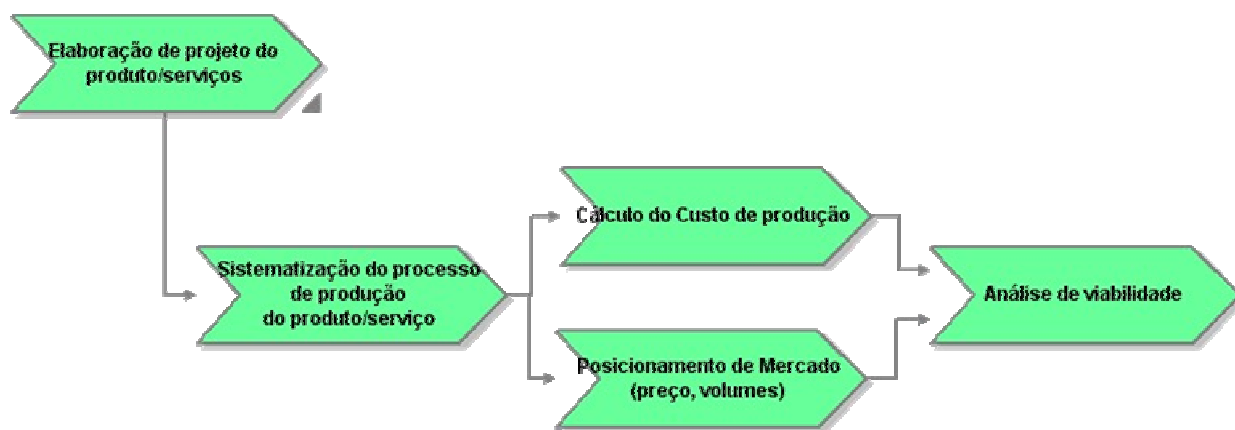 Elaboração de projeto do
produto/serviços
Sistematização do processo
de produção
do produto/serviço
Cálculo do Custo de produção
Posicionamento de Mercado
(preço, volumes)
Análise de viabilidade